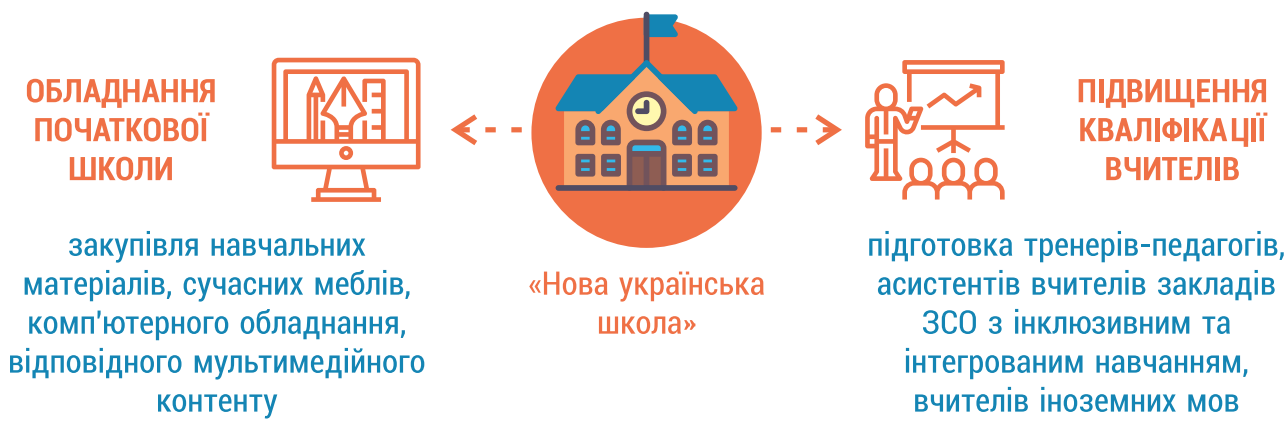 ОБЛАДНАННЯ
ПОЧАТКОВОЇ
ШКОЛИ
закупівля навчальних
матеріалів, сучасних меблів,
комп'ютерного обладнання,
відповідного мультимедійного
контенту
«Нова українська
школа»
ПІДВИЩЕННЯ
КВАЛІФІКАЦІЇ
ВЧИТЕЛІВ
підготовка тренерів-педагогів,
асистентів вчителів закладів
ЗСО з інклюзивним та
інтегрованим навчанням,
вчителів іноземних мов